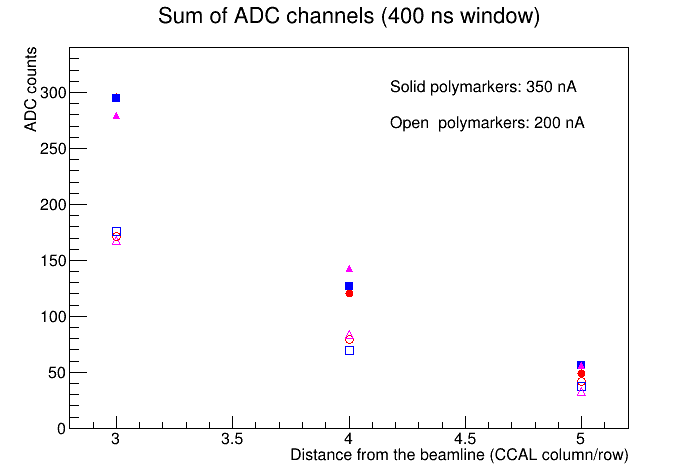 Sum of ADC channels (400 ns window)
ADC counts
300
250
200
150
100
50
0
Solid polymarkers: 350 nA
Open  polymarkers: 200 nA
3
3.5
4
4.5
5
Distance from the beamline (CCAL column/row)